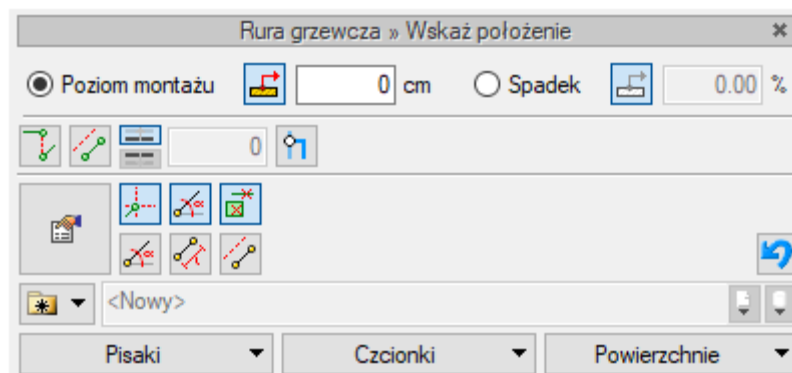 Rura grzewcza » Wskaż położenie
Poziom montażu 0 cm Spadek 0.00 %
0
<Nowy>
Pisaki Czcionki Powierzchnie